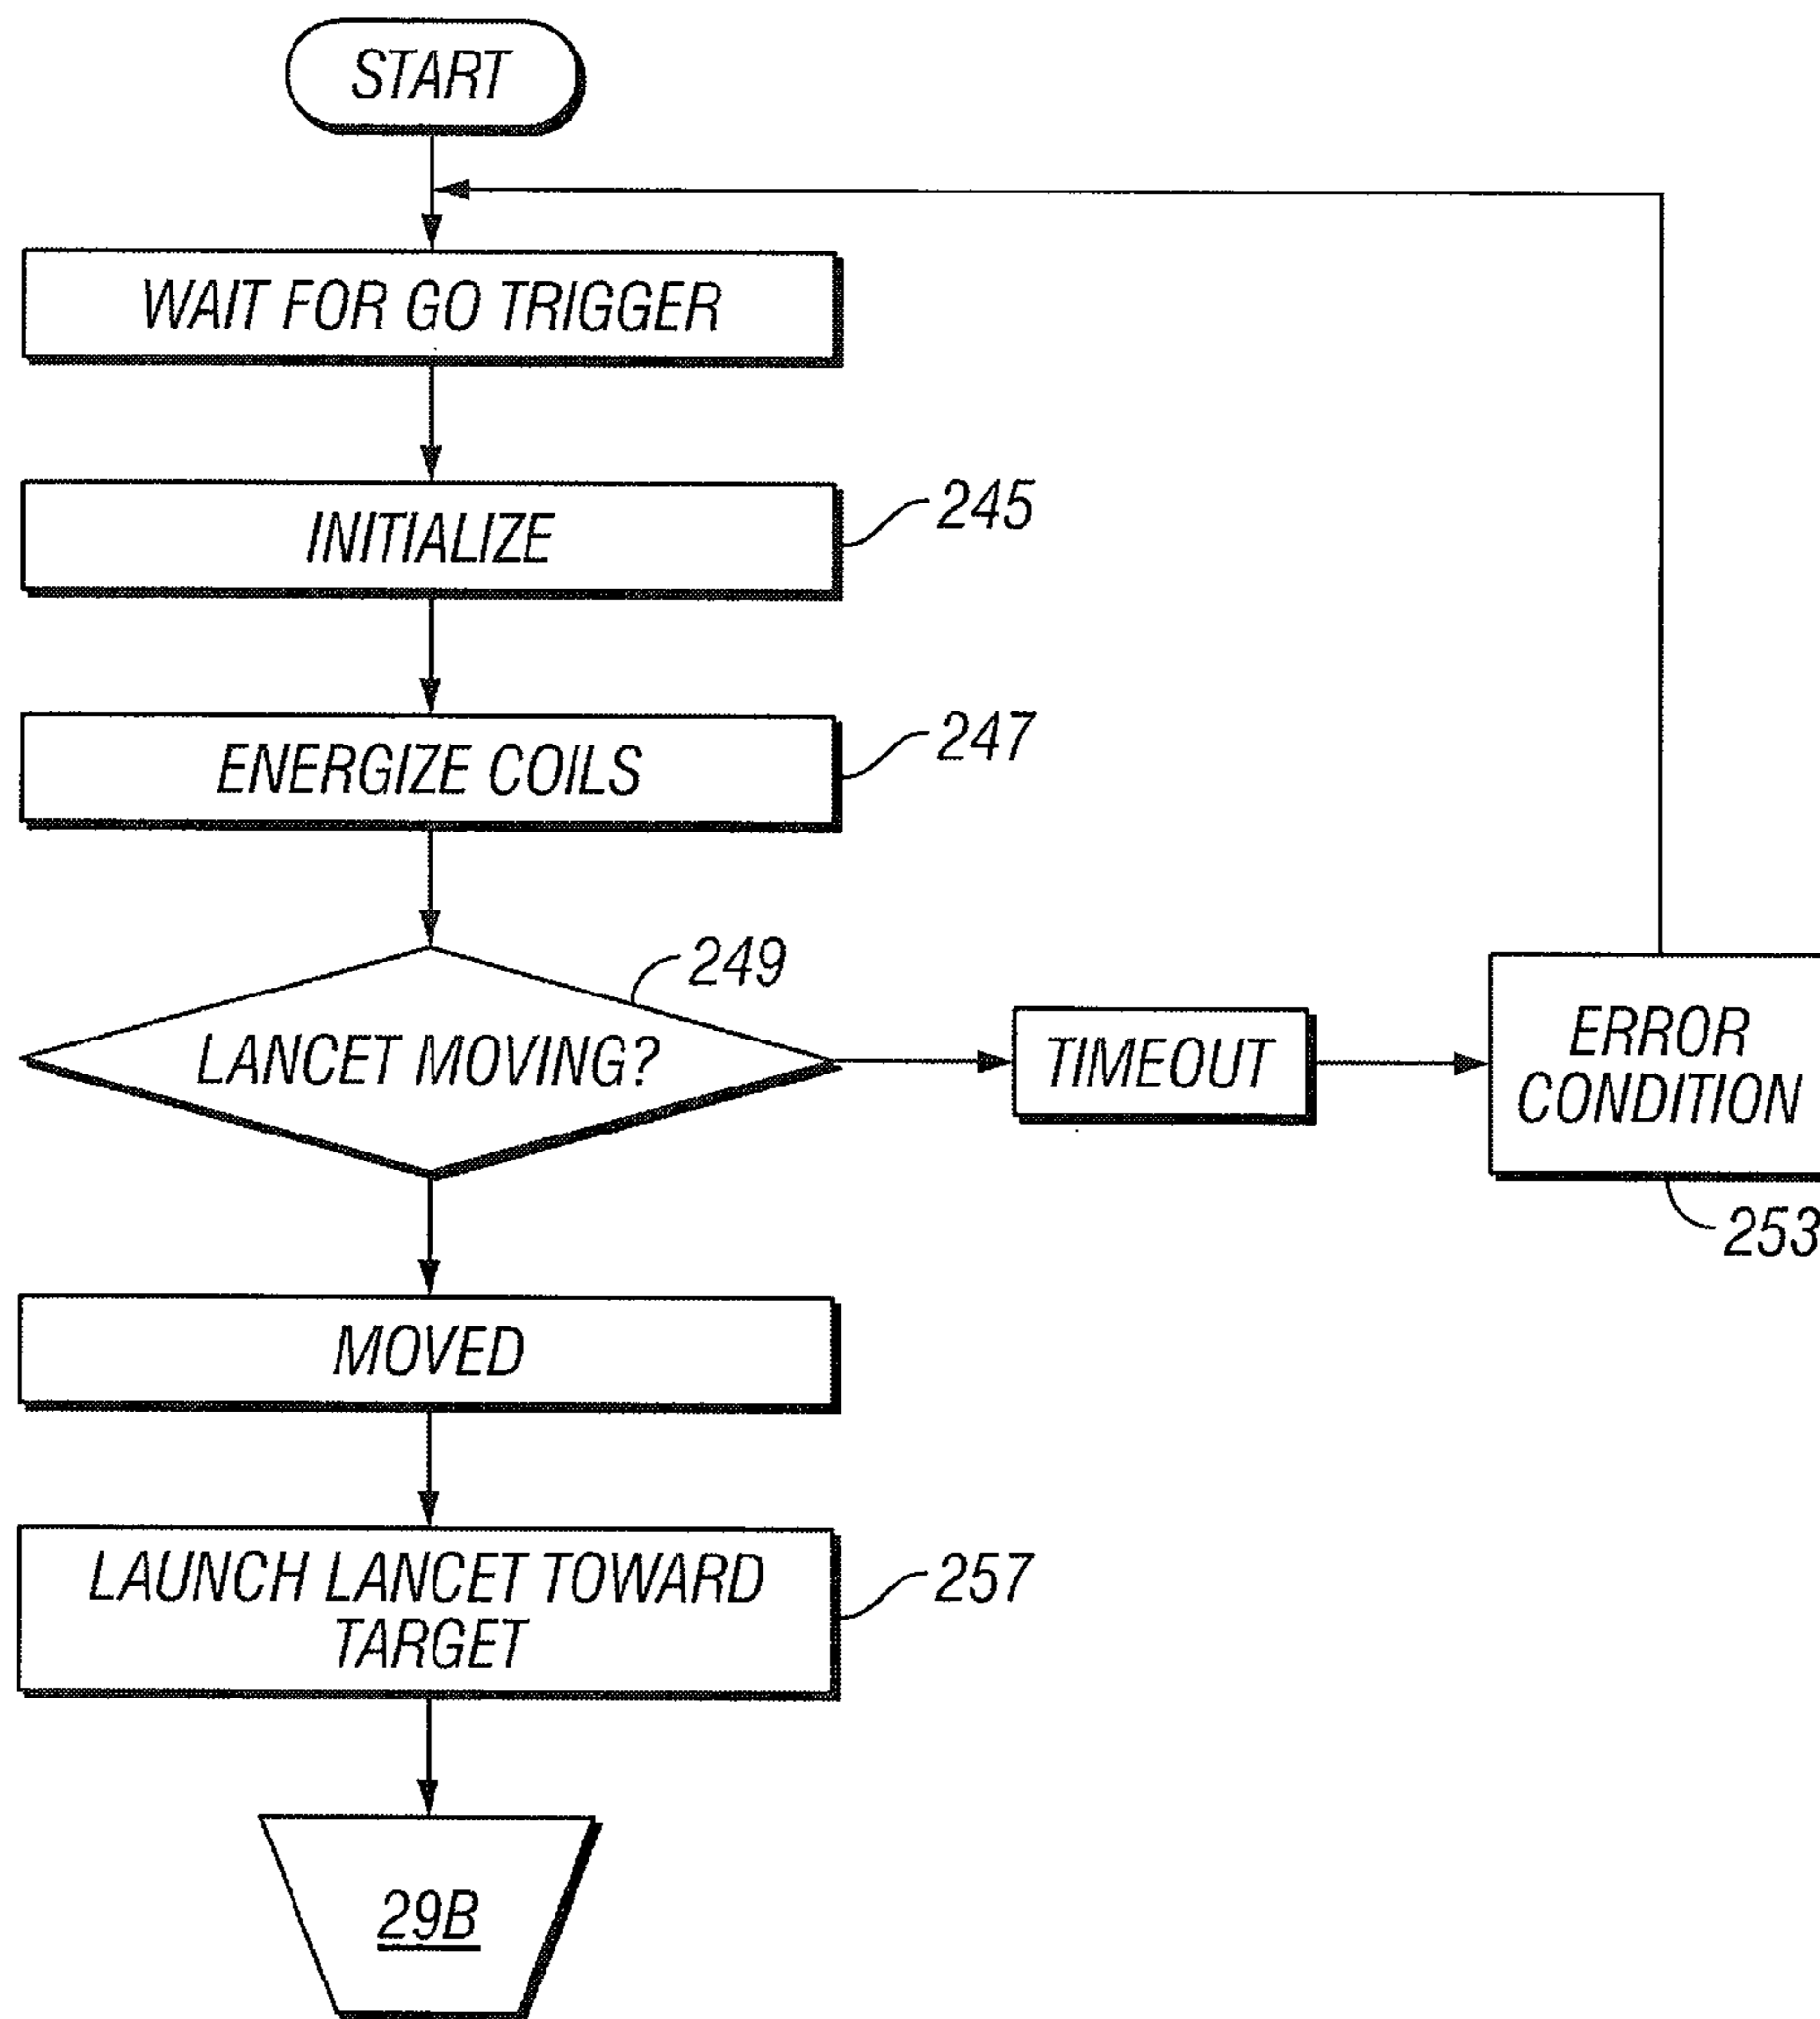 START
WAIT FOR GO TRIGGER
INITIALIZE
245
ENERGIZE COILS
247
LANCET MOVING?
249
TIMEOUT
ERROR
CONDITION
253
MOVED
LAUNCH LANCET TOWARD
TARGET
257
29B